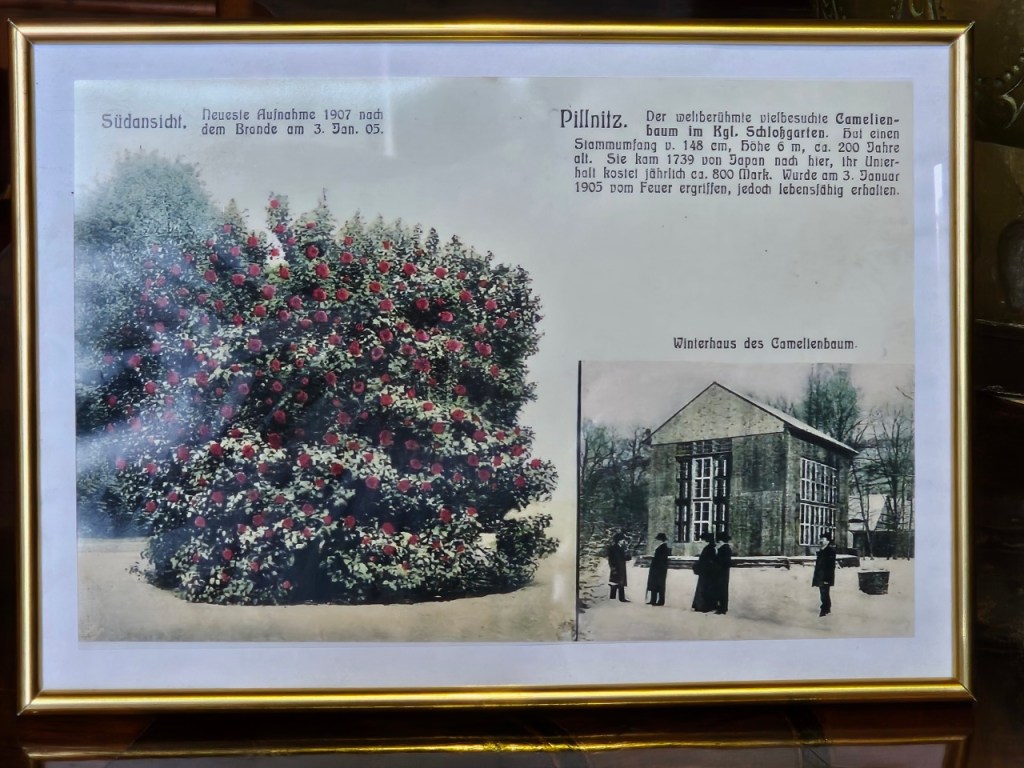 Südansicht.
Neueste Aufnahme 1907 nach
dem Brande am 3. Jan. 05.
Pillnitz.
Der weltberühmte vielbesuchte Camelien-
baum im Kgl. Schloßgarten. Hat einen
Stammumfang v. 148 cm, Höhe 6 m, ca. 200 Jahre
alt. Sie kam 1739 von Japan nach hier, ihr Unter-
halt kostet jährlich ca. 800 Mark. Wurde am 3. Januar
1905 vom Feuer ergriffen, jedoch lebensfähig erhalten.
Winterhaus des Camelienbaum.